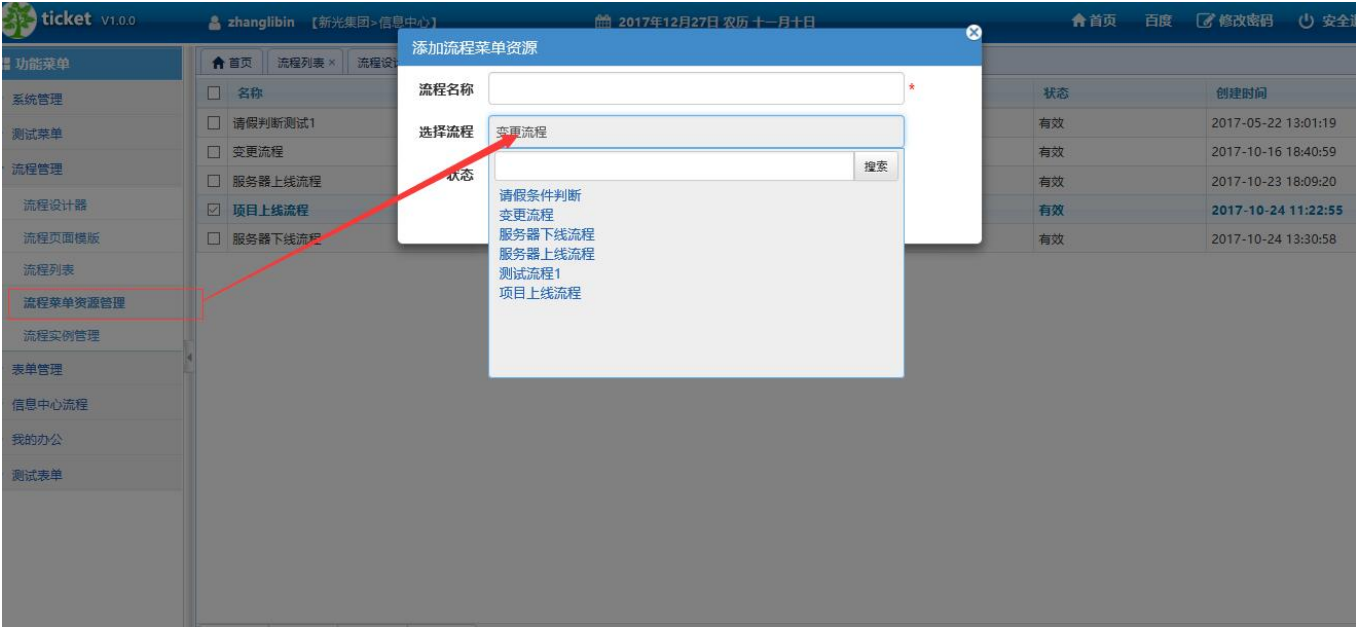 ticket V1.0.0
zhanglibin 【新光集团>信息中心】
2017年12月27日 农历 十一月十日
首页 百度 修改密码 安全
功能菜单
系统管理
测试菜单
流程管理
流程设计器
流程页面模版
流程列表
流程菜单资源管理
流程实例管理
表单管理
信息中心流程
我的办公
测试表单
首页 流程列表 × 流程设
名称 状态 创建时间
请假判断测试1 有效 2017-05-22 13:01:19
变更流程 有效 2017-10-16 18:40:59
服务器上线流程 有效 2017-10-23 18:09:20
项目上线流程 有效 2017-10-24 11:22:55
服务器下线流程 有效 2017-10-24 13:30:58
添加流程菜单资源
流程名称 *
选择流程 变更流程
状态
搜索
请假条件判断
变更流程
服务器下线流程
服务器上线流程
测试流程1
项目上线流程